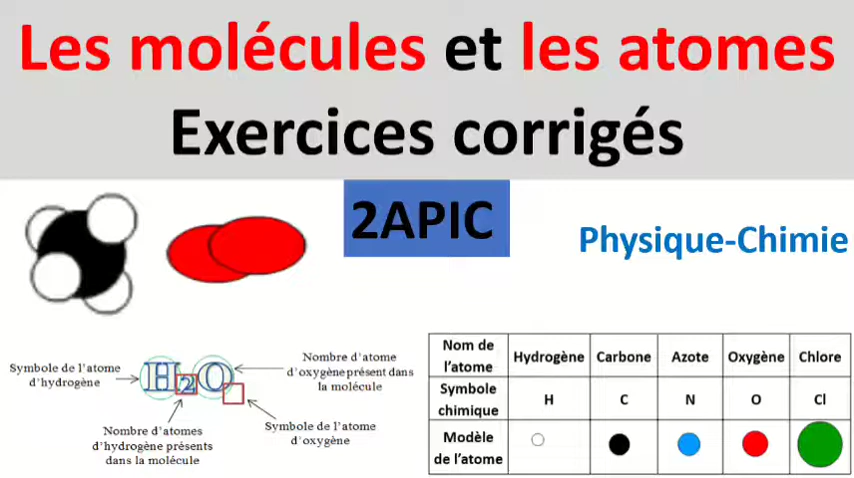 Les molécules et les atomes
Exercices corrigés
2APIC
Physique-Chimie
Symbole de l'atome
d'hydrogène
H2O
Nombre d'atome
d'oxygène présent dans
la molécule
Nombre d'atomes
d'hydrogène présents
dans la molécule
Symbole de l'atome
d'oxygène
Nom de
l'atome
Hydrogène Carbone Azote Oxygène Chlore
Symbole
chimique
H C N O Cl
Modèle
de l'atome